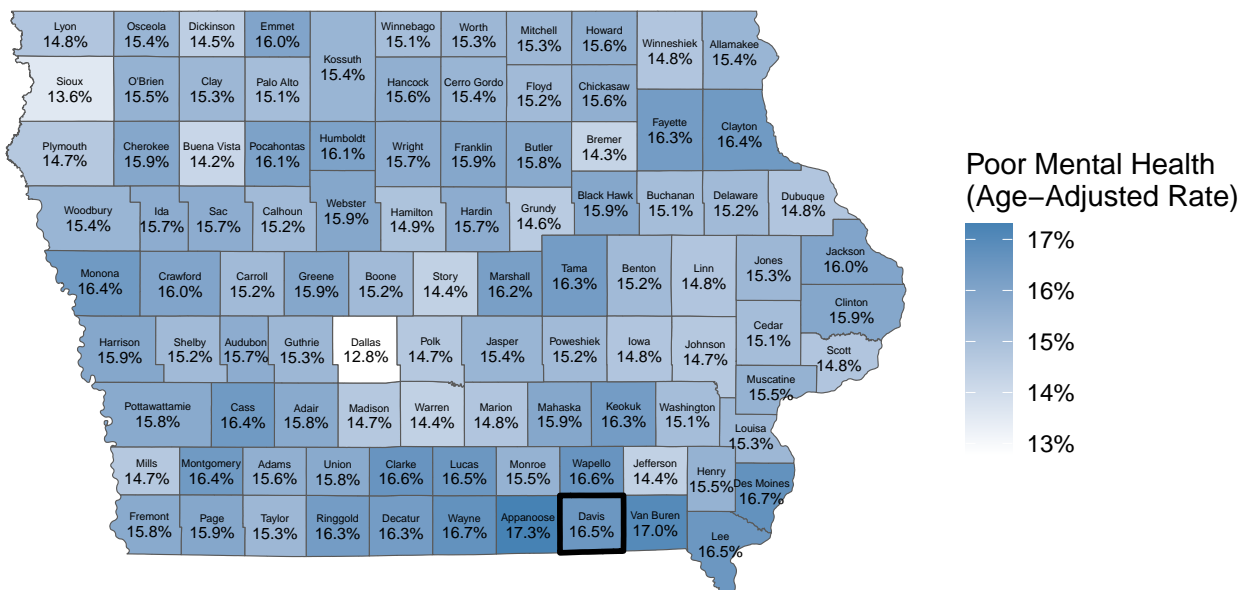 Lyon
14.8%
Osceola
15.4%
Dickinson
14.5%
Emmet
16.0%
Kossuth
15.4%
Winnebago
15.1%
Worth
15.3%
Mitchell
15.3%
Howard
15.6%
Winneshiek
14.8%
Allamakee
15.4%
Sioux
13.6%
O'Brien
15.5%
Clay
15.3%
Palo Alto
15.1%
Hancock
15.6%
Cerro Gordo
15.4%
Floyd
15.2%
Chickasaw
15.6%
Plymouth
14.7%
Cherokee
15.9%
Buena Vista
14.2%
Pocahontas
16.1%
Humboldt
16.1%
Wright
15.7%
Franklin
15.9%
Butler
15.8%
Bremer
14.3%
Fayette
16.3%
Clayton
16.4%
Woodbury
15.4%
Ida
15.7%
Sac
15.7%
Calhoun
15.2%
Webster
15.9%
Hamilton
14.9%
Hardin
15.7%
Grundy
14.6%
Black Hawk
15.9%
Buchanan
15.1%
Delaware
15.2%
Dubuque
14.8%
Monona
16.4%
Crawford
16.0%
Carroll
15.2%
Greene
15.9%
Boone
15.2%
Story
14.4%
Marshall
16.2%
Tama
16.3%
Benton
15.2%
Linn
14.8%
Jones
15.3%
Jackson
16.0%
Clinton
15.9%
Harrison
15.9%
Shelby
15.2%
Audubon
15.7%
Guthrie
15.3%
Dallas
12.8%
Polk
14.7%
Jasper
15.4%
Poweshiek
15.2%
Iowa
14.8%
Johnson
14.7%
Cedar
15.1%
Scott
14.8%
Muscatine
15.5%
Pottawattamie
15.8%
Cass
16.4%
Adair
15.8%
Madison
14.7%
Warren
14.4%
Marion
14.8%
Mahaska
15.9%
Keokuk
16.3%
Washington
15.1%
Louisa
15.3%
Mills
14.7%
Montgomery
16.4%
Adams
15.6%
Union
15.8%
Clarke
16.6%
Lucas
16.5%
Monroe
15.5%
Wapello
16.6%
Jefferson
14.4%
Henry
15.5%
Des Moines
16.7%
Fremont
15.8%
Page
15.9%
Taylor
15.3%
Ringgold
16.3%
Decatur
16.3%
Wayne
16.7%
Appanoose
17.3%
Davis
16.5%
Van Buren
17.0%
Lee
16.5%
Poor Mental Health
(Age−Adjusted Rate)
17%
16%
15%
14%
13%